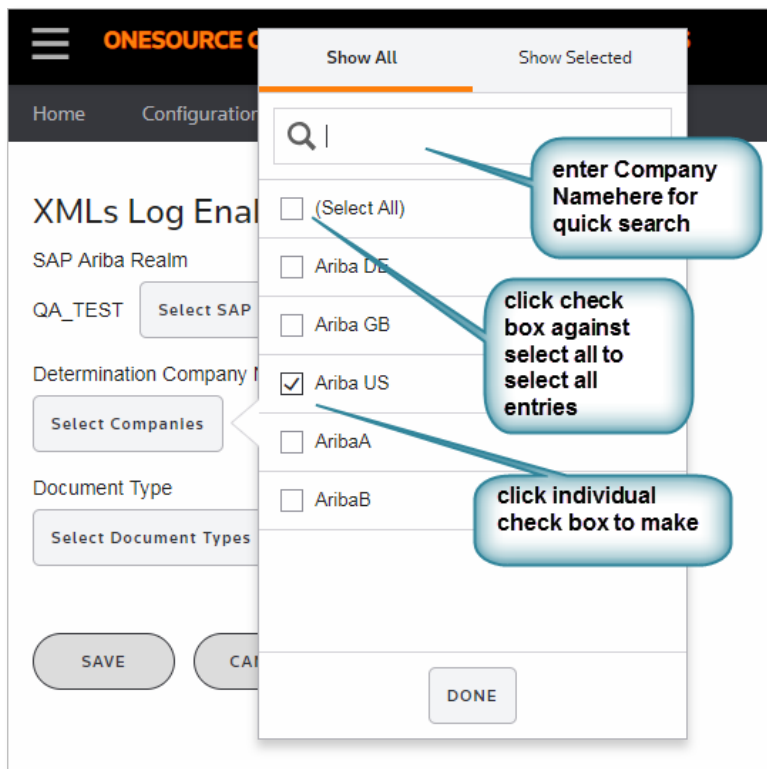 ONESOURCE
Show All
Show Selected
Home
Configuration
enter Company
Namehere for
quick search
XMLs Log
(Select All)
SAP Ariba Realm
Ariba DE
QA_TEST
Select SAP
click check
box against
select all to
select all
entries
Ariba GB
Determination Company
Ariba US
Select Companies
AribaA
Document Type
click individual
check box to make
AribaB
Select Document Types
SAVE
DONE